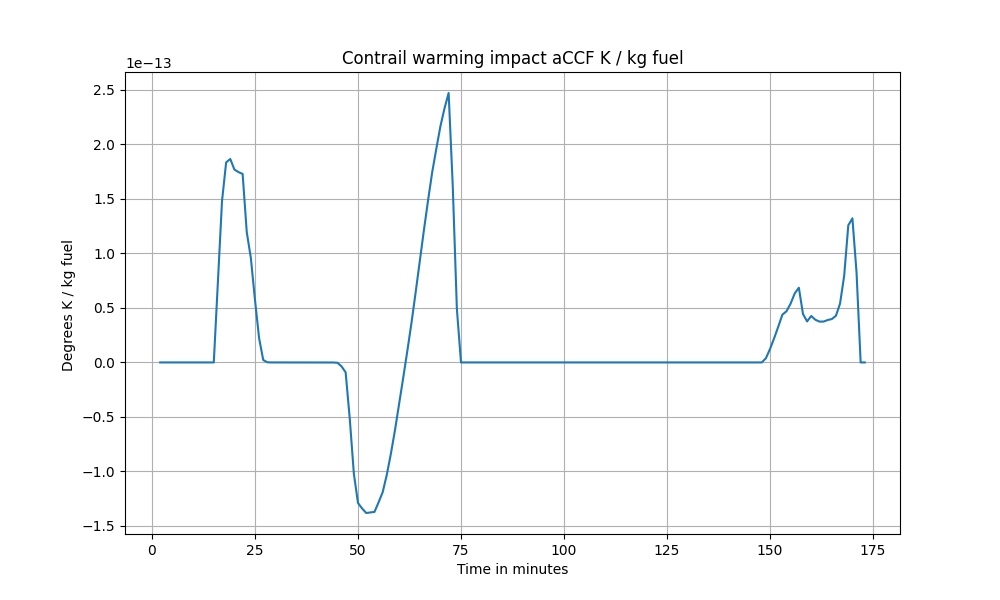 Contrail warming impact aCCF K / kg fuel
1e−13
2.5
2.0
1.5
1.0
0.5
0.0
−0.5
−1.0
−1.5
Degrees K / kg fuel
0 25 50 75 100 125 150 175
Time in minutes